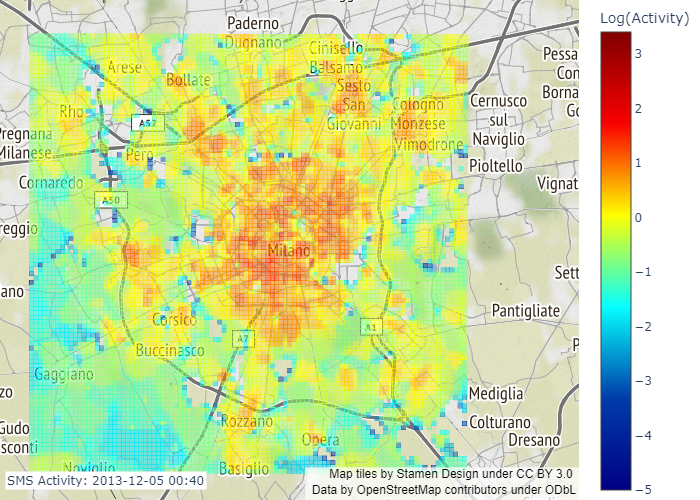 Log(Activity)
Paderno
Dugnano
Cinisello
Balsamo
Arese
Bollate
Sesto
San
Giovanni
Rho
Cologno
Monzese
Vimodrone
Cernusco
sul
Naviglio
Pessa
Con
Borna
Go
A52
Pregnana
Milanese
Pero
Pioltello
Cornaredo
Vignat
A50
reggio
Milano
Sett
ano
Pantigliate
Corsico
A7
A1
Buccinasco
P
Gaggiano
zo
Mediglia
Rozzano
Colturano
Gudo
sconti
Opera
Dresano
Noviglio
Basiglio
3
2
1
0
−1
−2
−3
−4
−5
SMS Activity: 2013-12-05 00:40
Map tiles by Stamen Design under CC BY 3.0
Data by OpenStreetMap contributors under ODbL